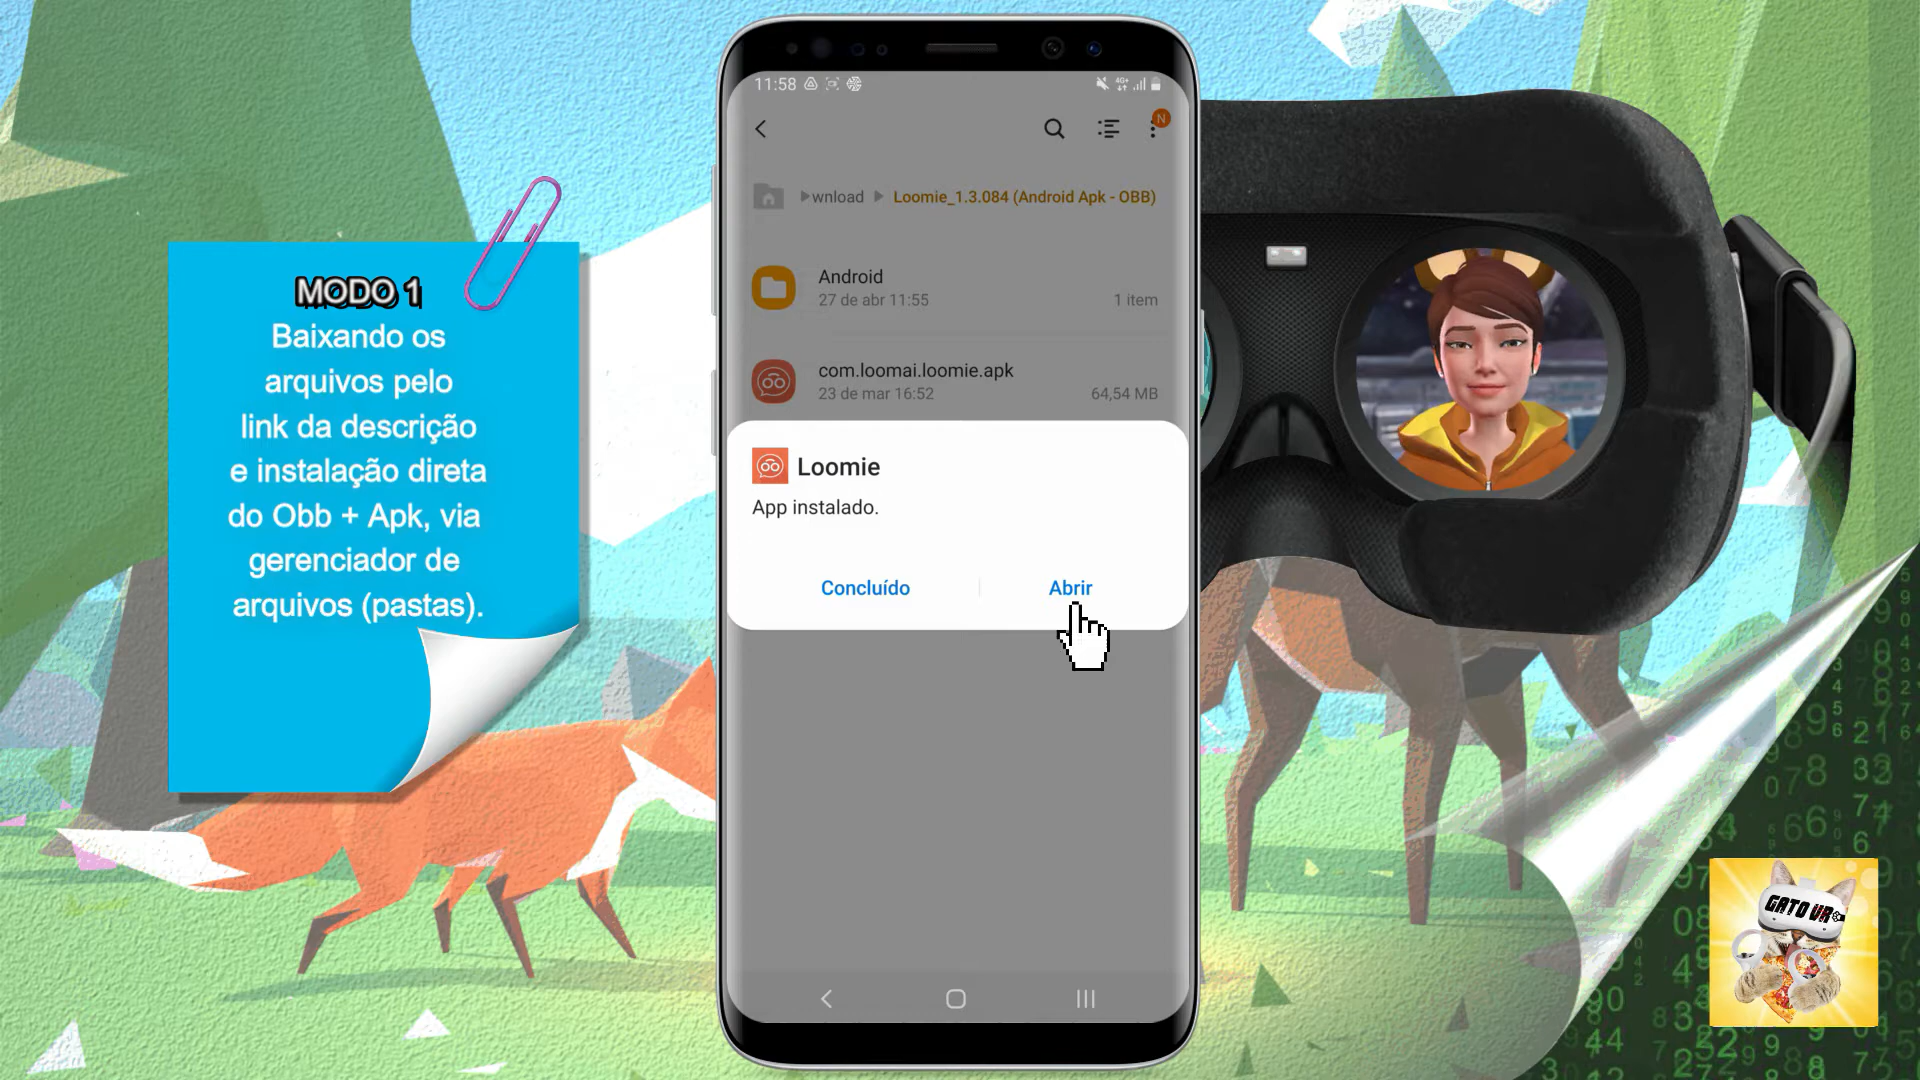 MODO 1
Baixando os
arquivos pelo
link da descrição
e instalação direta
do Obb + Apk, via
gerenciador de
arquivos (pastas).
11:58
4G+
N
wnload
Loomie_1.3.084 (Android Apk - OBB)
Android
27 de abr 11:55
1 item
com.loomai.loomie.apk
23 de mar 16:52
64,54 MB
Loomie
App instalado.
Concluído
Abrir
GATO VR